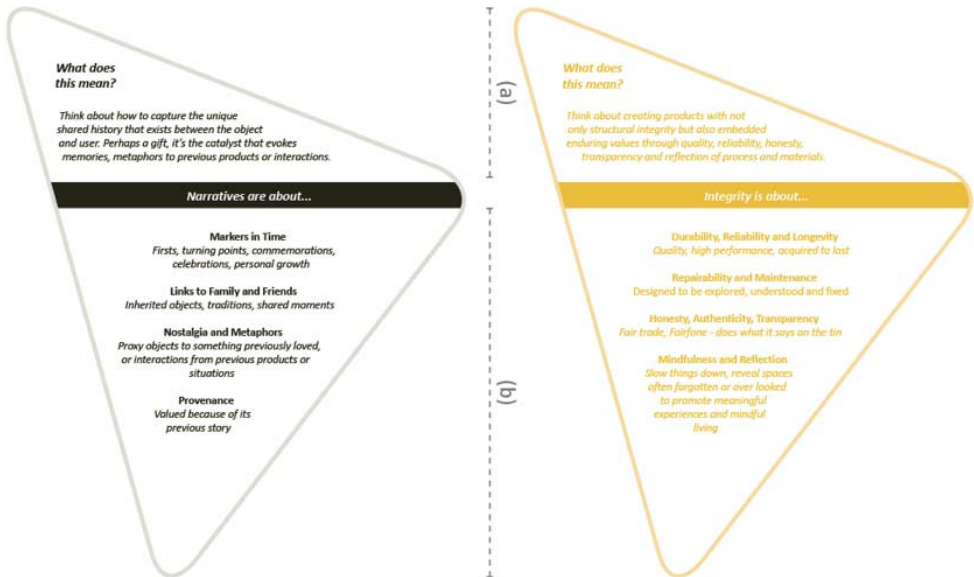 What does
this mean?
Think about how to capture the unique
shared history that exists between the object
and user. Perhaps a gift, it's the catalyst that evokes
memories, metaphors to previous products or interactions.
Narratives are about...
Markers in Time
Firsts, turning points, commemorations,
celebrations, personal growth
Links to Family and Friends
Inherited objects, traditions, shared moments
Nostalgia and Metaphors
Proxy objects to something previously loved,
or interactions from previous products or
situations
Provenance
Valued because of its
previous story
(a)
(b)
What does
this mean?
Think about creating products with not
only structural integrity but also embedded
enduring values through quality, reliability, honesty,
transparency and reflection of process and materials.
Integrity is about...
Durability, Reliability and Longevity
Quality, high performance, acquired to last
Repairability and Maintenance
Designed to be explored, understood and fixed
Honesty, Authenticity, Transparency
Fair trade, Fairfone - does what it says on the tin
Mindfulness and Reflection
Slow things down, reveal spaces
often forgotten or over looked
to promote meaningful
experiences and mindful
living